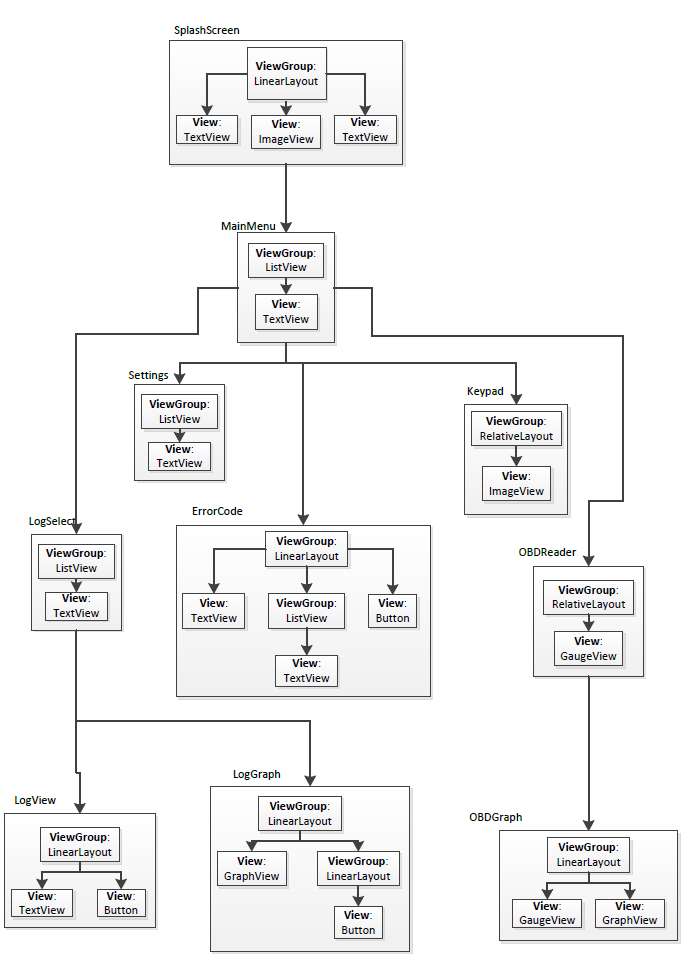 SplashScreen
ViewGroup:
LinearLayout
View:
TextView
View:
ImageView
View:
TextView
MainMenu
ViewGroup:
ListView
View:
TextView
Settings
ViewGroup:
ListView
View:
TextView
Keypad
ViewGroup:
RelativeLayout
View:
ImageView
LogSelect
ViewGroup:
ListView
View:
TextView
ErrorCode
ViewGroup:
LinearLayout
View:
TextView
ViewGroup:
ListView
View:
Button
View:
TextView
OBDReader
ViewGroup:
RelativeLayout
View:
GaugeView
LogView
ViewGroup:
LinearLayout
View:
TextView
View:
Button
LogGraph
ViewGroup:
LinearLayout
View:
GraphView
ViewGroup:
LinearLayout
View:
Button
OBDGraph
ViewGroup:
LinearLayout
View:
GaugeView
View:
GraphView